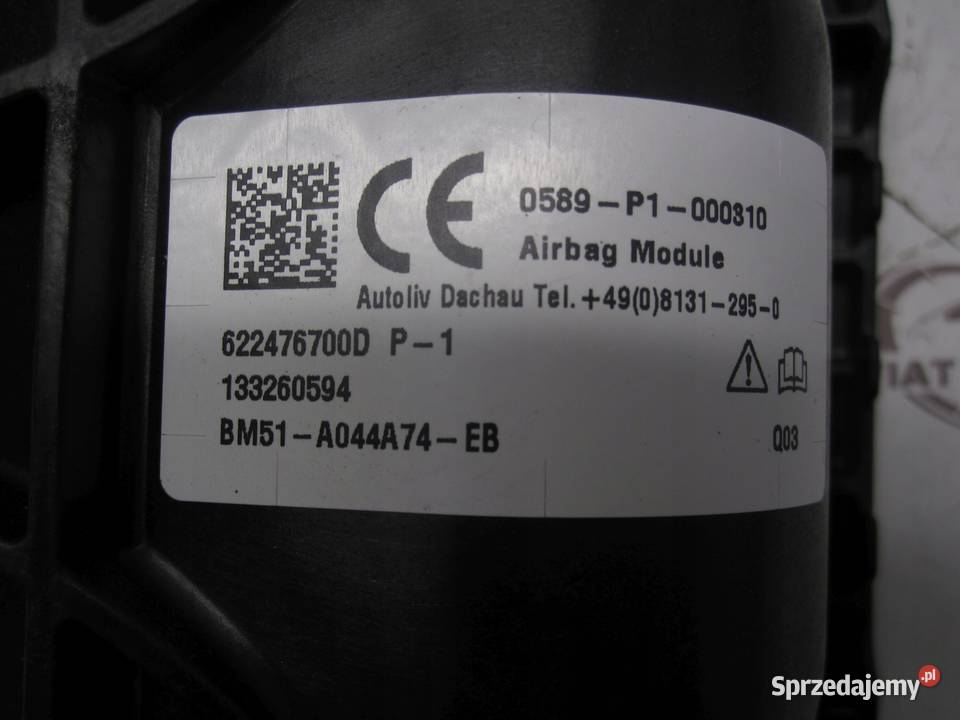 CE
0589-P1-000310
Airbag Module
Autoliv Dachau Tel. +49(0)8131-295-0
622476700D P-1
133260594
BM51-A044A74-EB
Q03
IAT
Sprzedajemy.pl